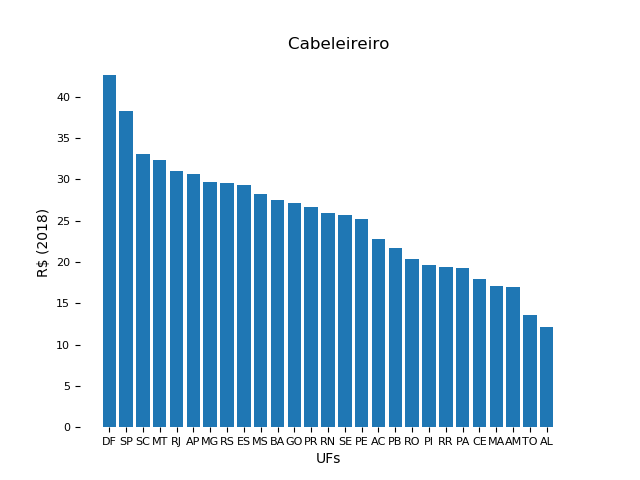 Cabeleireiro
R$ (2018)
40
35
30
25
20
15
10
5
0
DF SP SC MT RJ AP MG RS ES MS BA GO PR RN SE PE AC PB RO PI RR PA CE MA AM TO AL
UFs